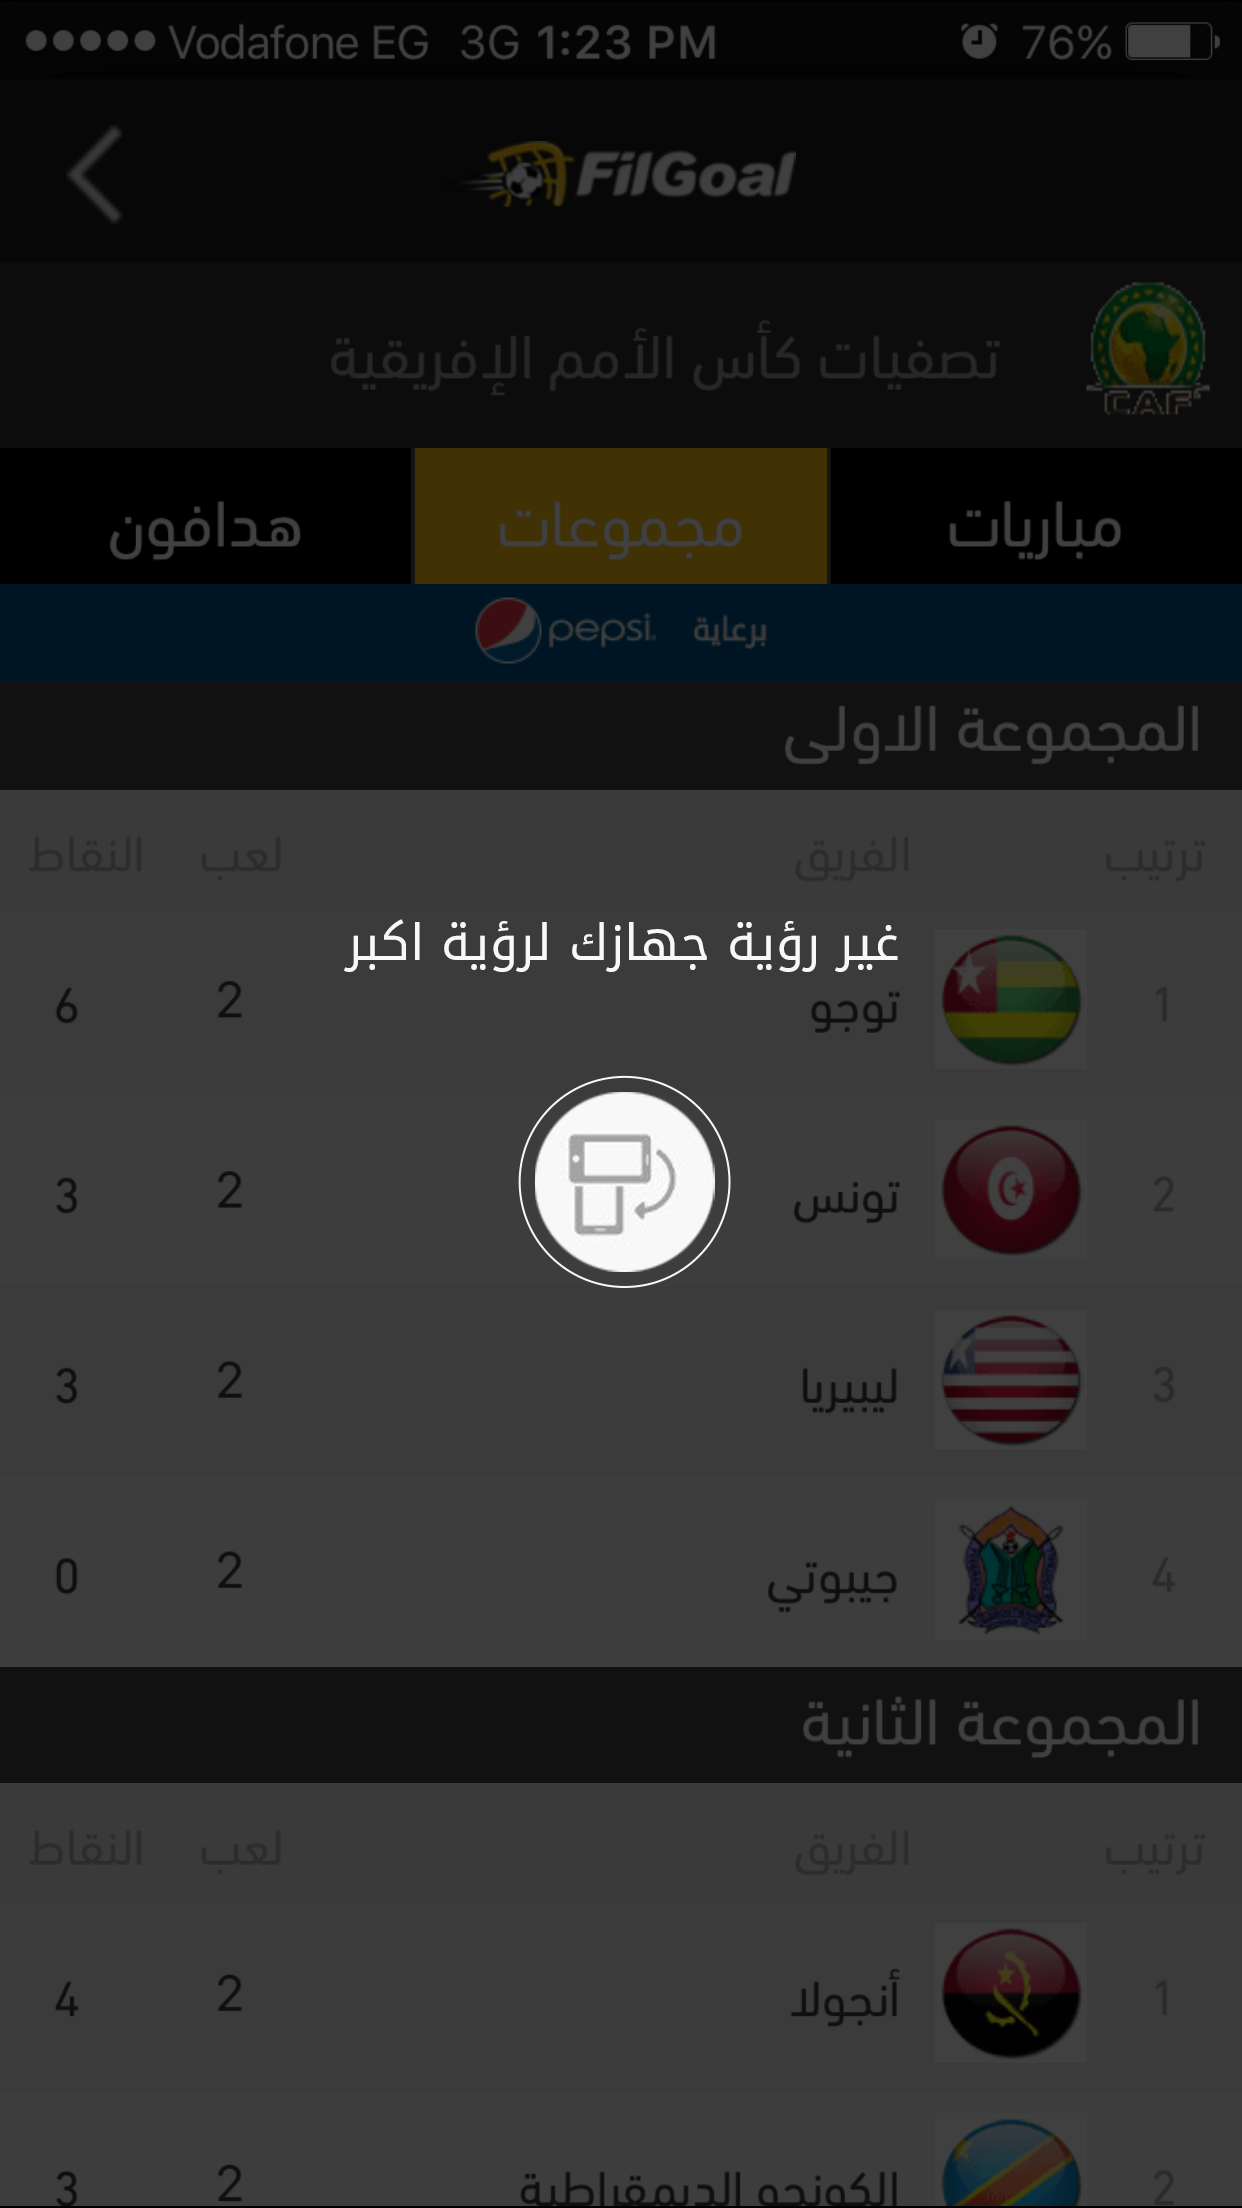 Vodafone EG 3G 1:23 PM 76%
FilGoal
تصفيات كأس الأمم الإفريقية
CAF
مباريات مجموعات هدافون
برعاية pepsi
المجموعة الاولى
ترتيب الفريق لعب النقاط
غير رؤية جهازك لرؤية اكبر
1 توجو 2 6
2 تونس 2 3
3 ليبيريا 2 3
4 جيبوتي 2 0
المجموعة الثانية
ترتيب الفريق لعب النقاط
1 أنجولا 2 4
2 الكونجو الديمقراطية 2 3